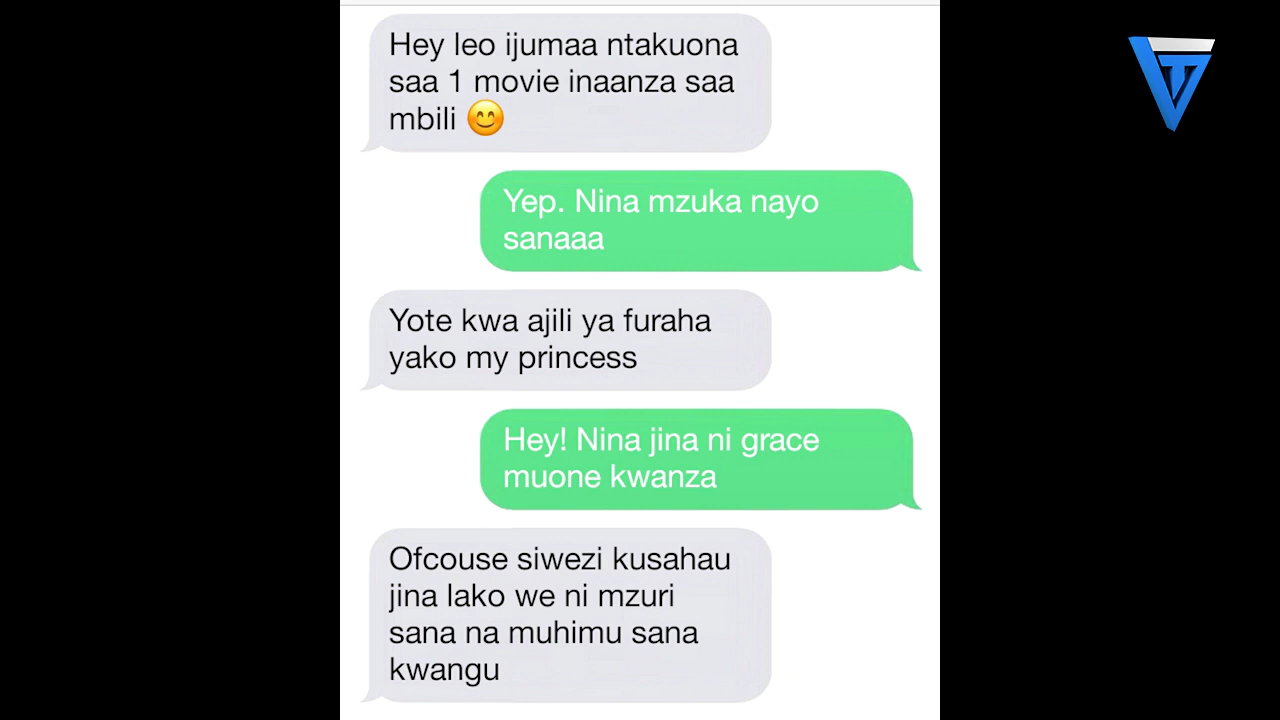 Hey leo ijumaa ntakuona
saa 1 movie inaanza saa
mbili 😊
Yep. Nina mzuka nayo
sanaaa
Yote kwa ajili ya furaha
yako my princess
Hey! Nina jina ni grace
muone kwanza
Ofcouse siwezi kusahau
jina lako we ni mzuri
sana na muhimu sana
kwangu